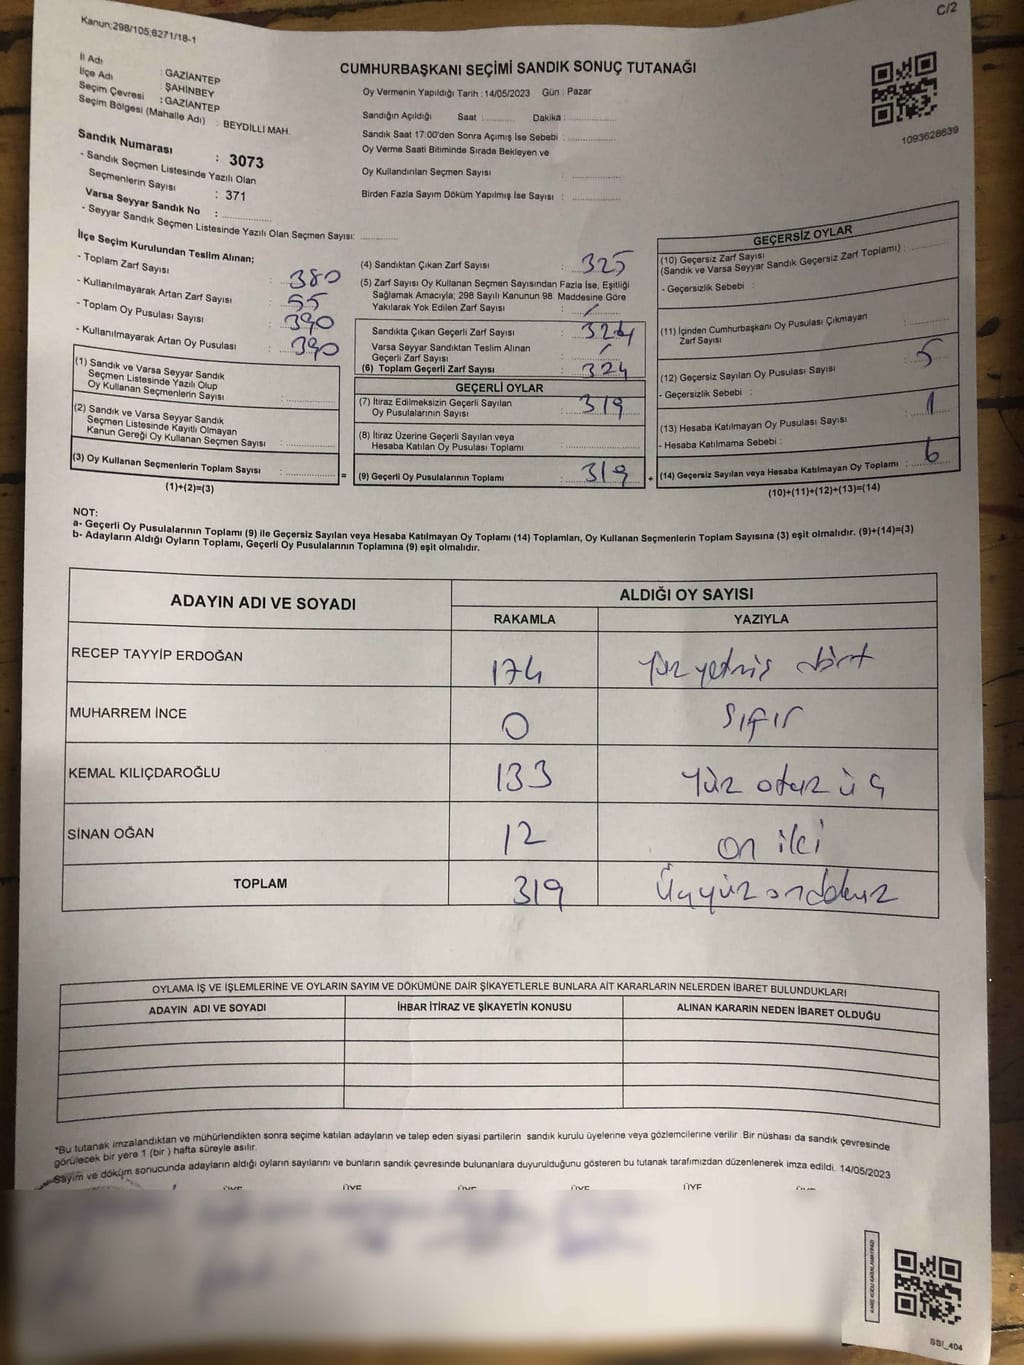 C/2
Kanun:298/105;6271/18-1
İl Adı : GAZİANTEP
İlçe Adı : ŞAHİNBEY
Seçim Çevresi : GAZİANTEP
Seçim Bölgesi (Mahalle Adı) : BEYDİLLİ MAH.
Sandık Numarası : 3073
- Sandık Seçmen Listesinde Yazılı Olan
Seçmenlerin Sayısı : 371
Varsa Seyyar Sandık No :
- Seyyar Sandık Seçmen Listesinde Yazılı Olan Seçmen Sayısı:
CUMHURBAŞKANI SEÇİMİ SANDIK SONUÇ TUTANAĞI
Oy Vermenin Yapıldığı Tarih : 14/05/2023 Gün : Pazar
Sandığın Açıldığı Saat : Dakika :
Sandık Saat 17:00'den Sonra Açımış İse Sebebi :
Oy Verme Saati Bitiminde Sırada Bekleyen ve
Oy Kullandırılan Seçmen Sayısı :
Birden Fazla Sayım Döküm Yapılmış İse Sayısı :
1093628639
İlçe Seçim Kurulundan Teslim Alınan;
- Toplam Zarf Sayısı : 380
- Kullanılmayarak Artan Zarf Sayısı : 55
- Toplam Oy Pusulası Sayısı : 390
- Kullanılmayarak Artan Oy Pusulası : 390
(1) Sandık ve Varsa Seyyar Sandık
Seçmen Listesinde Yazılı Olup
Oy Kullanan Seçmenlerin Sayısı :
(2) Sandık ve Varsa Seyyar Sandık
Seçmen Listesinde Kayıtlı Olmayan
Kanun Gereği Oy Kullanan Seçmen Sayısı :
(3) Oy Kullanan Seçmenlerin Toplam Sayısı : =
(1)+(2)=(3)
(4) Sandıktan Çıkan Zarf Sayısı : 325
(5) Zarf Sayısı Oy Kullanan Seçmen Sayısından Fazla İse, Eşitliği
Sağlamak Amacıyla; 298 Sayılı Kanunun 98. Maddesine Göre
Yakılarak Yok Edilen Zarf Sayısı : /
Sandıkta Çıkan Geçerli Zarf Sayısı : 324
Varsa Seyyar Sandıktan Teslim Alınan
Geçerli Zarf Sayısı : /
(6) Toplam Geçerli Zarf Sayısı : 324
GEÇERLİ OYLAR
(7) İtiraz Edilmeksizin Geçerli Sayılan
Oy Pusulalarının Sayısı : 319
(8) İtiraz Üzerine Geçerli Sayılan veya
Hesaba Katılan Oy Pusulası Toplamı :
(9) Geçerli Oy Pusulalarının Toplamı : 319 +
GEÇERSİZ OYLAR
(10) Geçersiz Zarf Sayısı
(Sandık ve Varsa Seyyar Sandık Geçersiz Zarf Toplamı) :
- Geçersizlik Sebebi :
(11) İçinden Cumhurbaşkanı Oy Pusulası Çıkmayan
Zarf Sayısı :
(12) Geçersiz Sayılan Oy Pusulası Sayısı : 5
- Geçersizlik Sebebi :
(13) Hesaba Katılmayan Oy Pusulası Sayısı : 1
- Hesaba Katılmama Sebebi :
(14) Geçersiz Sayılan veya Hesaba Katılmayan Oy Toplamı : 6
(10)+(11)+(12)+(13)=(14)
NOT:
a- Geçerli Oy Pusulalarının Toplamı (9) ile Geçersiz Sayılan veya Hesaba Katılmayan Oy Toplamı (14) Toplamları, Oy Kullanan Seçmenlerin Toplam Sayısına (3) eşit olmalıdır. (9)+(14)=(3)
b- Adayların Aldığı Oyların Toplamı, Geçerli Oy Pusulalarının Toplamına (9) eşit olmalıdır.
ADAYIN ADI VE SOYADI ALDIĞI OY SAYISI
RAKAMLA YAZIYLA
RECEP TAYYİP ERDOĞAN 174 Yüz yetmiş dört
MUHARREM İNCE 0 sıfır
KEMAL KILIÇDAROĞLU 133 Yüz otuz üç
SİNAN OĞAN 12 on iki
TOPLAM 319 Üçyüz ondokuz
OYLAMA İŞ VE İŞLEMLERİNE VE OYLARIN SAYIM VE DÖKÜMÜNE DAİR ŞİKAYETLERLE BUNLARA AİT KARARLARIN NELERDEN İBARET BULUNDUKLARI
ADAYIN ADI VE SOYADI İHBAR İTİRAZ VE ŞİKAYETİN KONUSU ALINAN KARARIN NEDEN İBARET OLDUĞU
*Bu tutanak imzalandıktan ve mühürlendikten sonra seçime katılan adayların ve talep eden siyasi partilerin sandık kurulu üyelerine veya gözlemcilerine verilir. Bir nüshası da sandık çevresinde
görülecek bir yere 1 (bir ) hafta süreyle asılır.
Sayım ve döküm sonucunda adayların aldığı oyların sayılarını ve bunların sandık çevresinde bulunanlara duyurulduğunu gösteren bu tutanak tarafımızdan düzenlenerek imza edildi. 14/05/2023
ÜYE ÜYE ÜYE ÜYE ÜYE
SSI_404